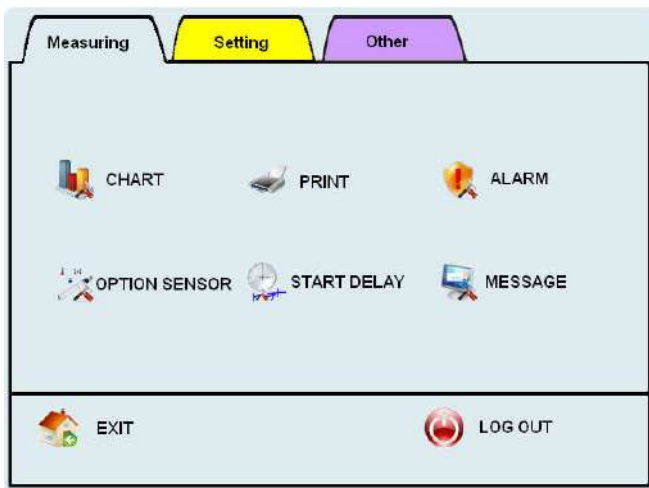 Measuring Setting Other
CHART PRINT ALARM
OPTION SENSOR START DELAY MESSAGE
EXIT LOG OUT